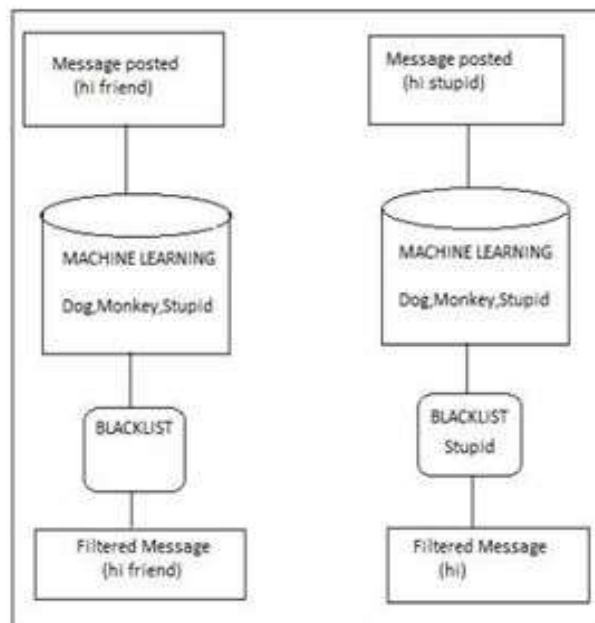 Message posted
(hi friend)
MACHINE LEARNING
Dog,Monkey,Stupid
BLACKLIST
Filtered Message
(hi friend)
Message posted
(hi stupid)
MACHINE LEARNING
Dog,Monkey,Stupid
BLACKLIST
Stupid
Filtered Message
(hi)